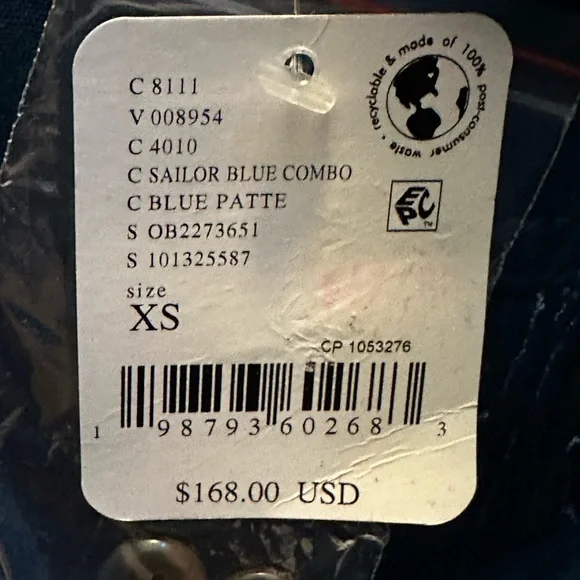 recyclable & made of 100% post-consumer waste
C 8111
V 008954
C 4010
C SAILOR BLUE COMBO
C BLUE PATTE
S OB2273651
S 101325587
EPC™
size
XS
CP 1053276
1 98793 60268 3
$168.00 USD